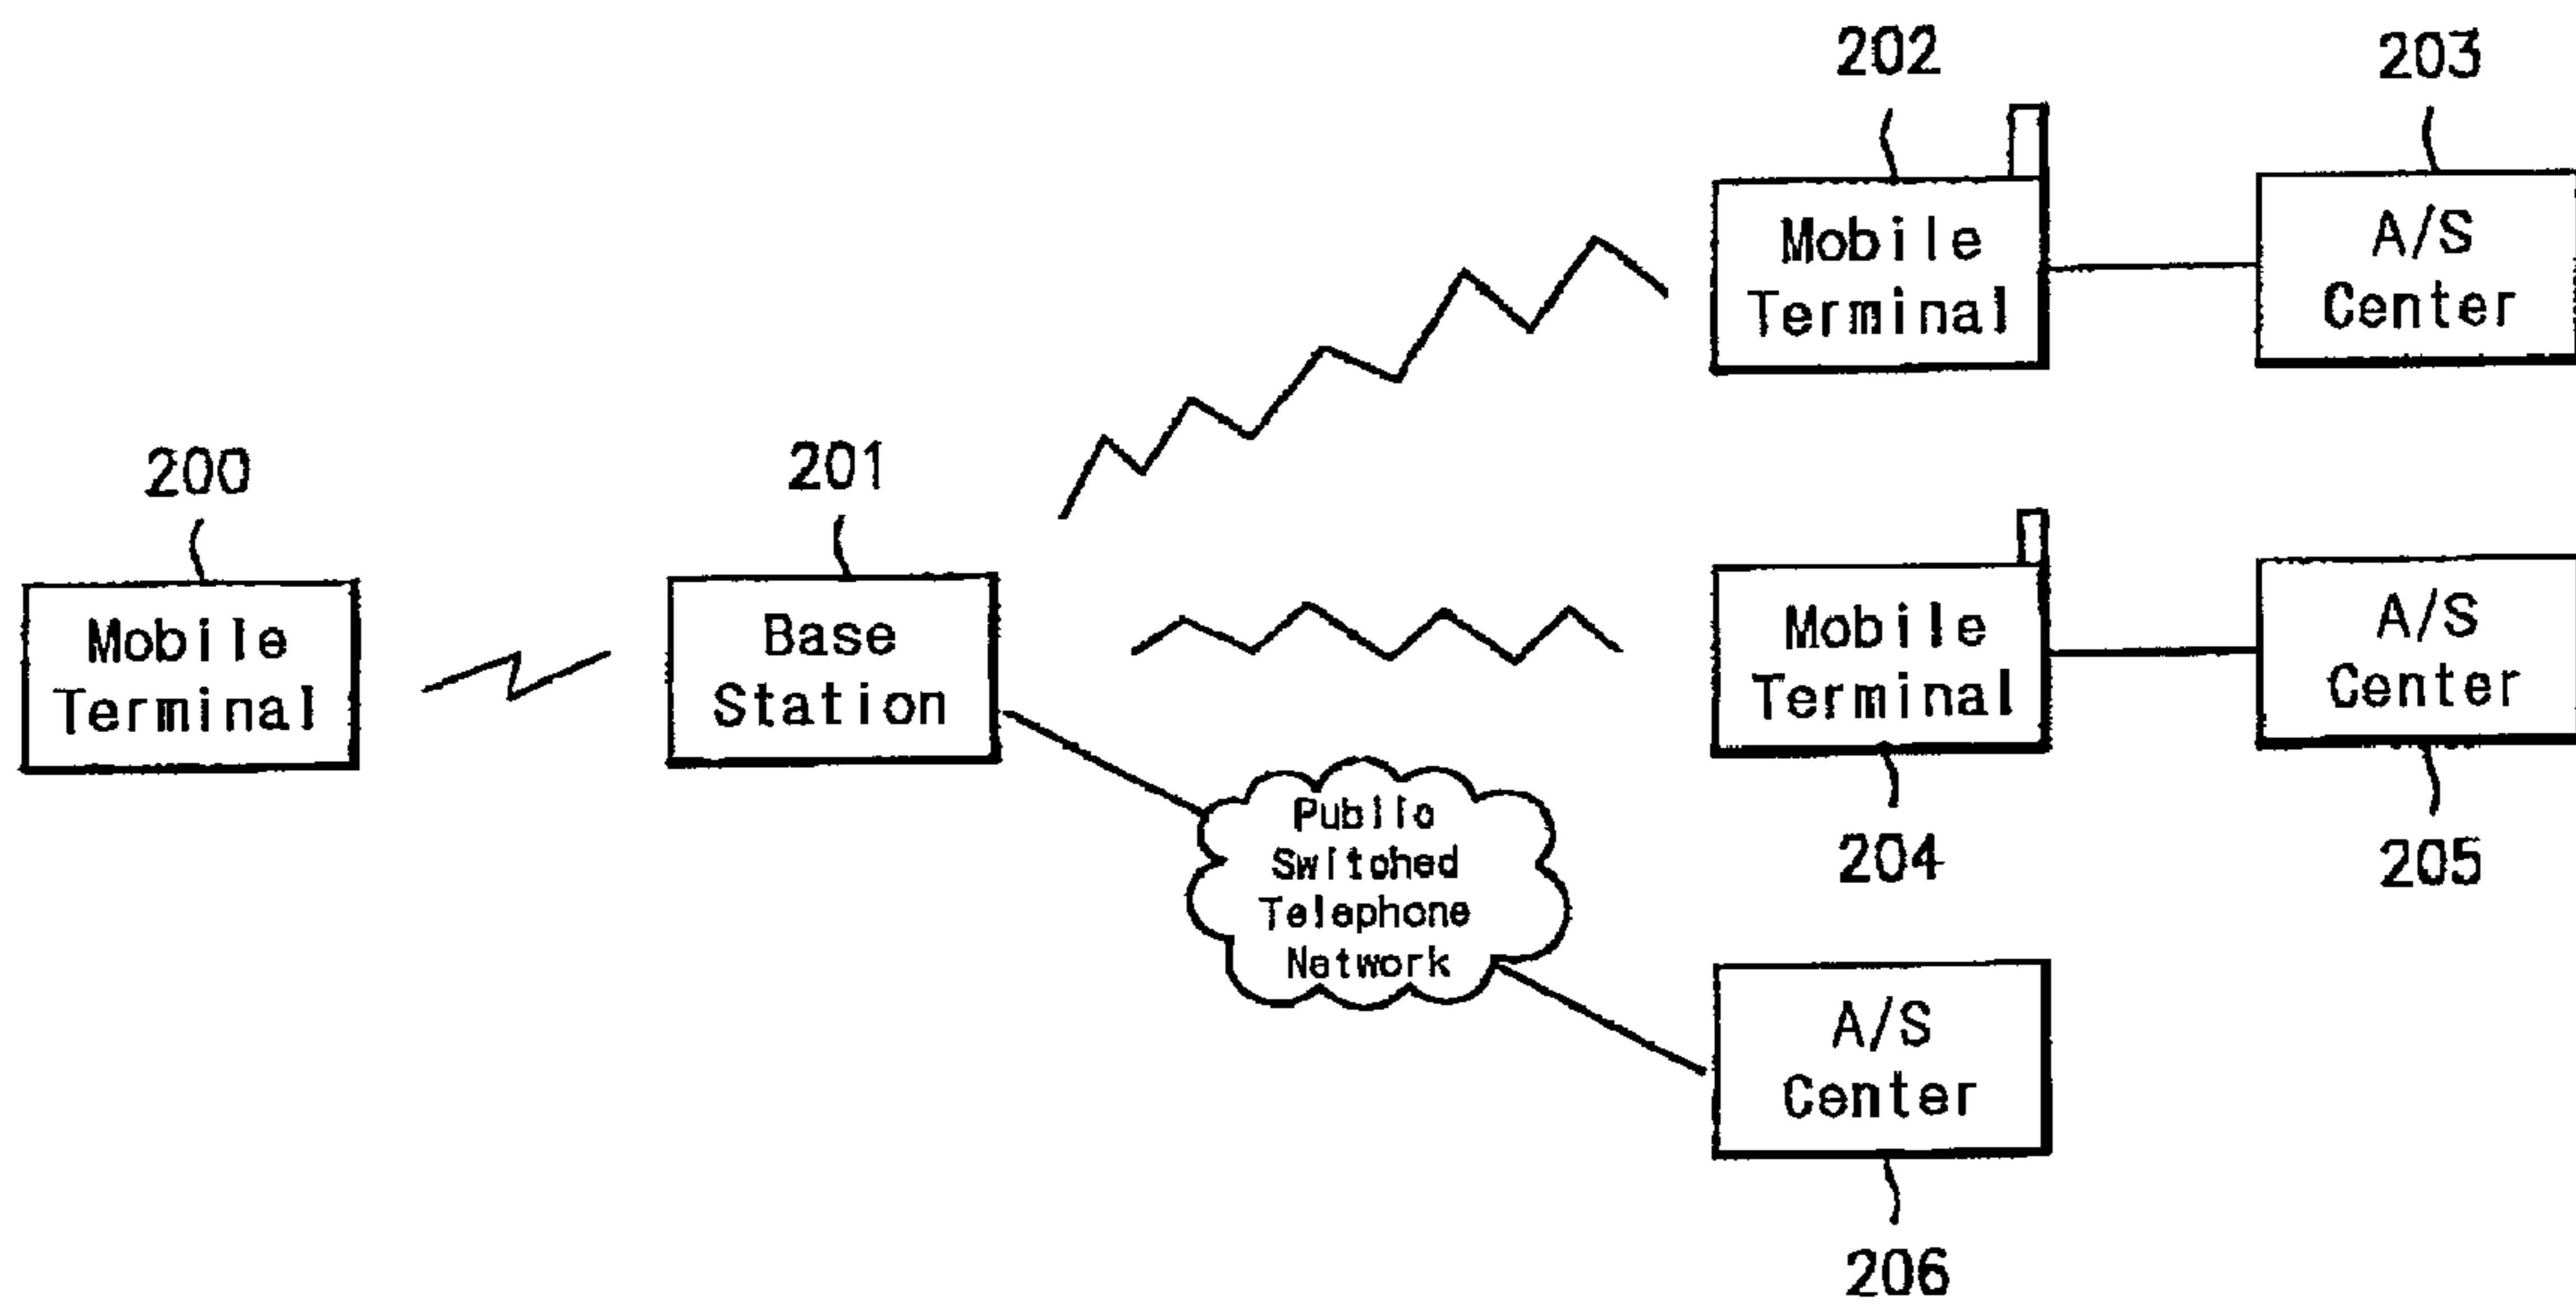 202
203
Mobile
Terminal
A/S
Center
200
201
Mobile
Terminal
Base
Station
Mobile
Terminal
A/S
Center
204
205
Public
Switched
Telephone
Network
A/S
Center
206